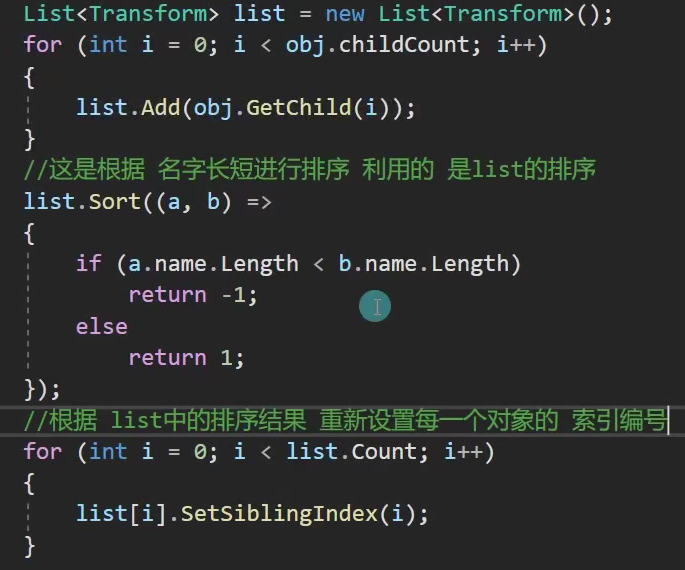 List<Transform> list = new List<Transform>();
for (int i = 0; i < obj.childCount; i++)
{
    list.Add(obj.GetChild(i));
}
//这是根据 名字长短进行排序 利用的 是list的排序
list.Sort((a, b) =>
{
    if (a.name.Length < b.name.Length)
        return -1;
    else
        return 1;
});
//根据 list中的排序结果 重新设置每一个对象的 索引编号
for (int i = 0; i < list.Count; i++)
{
    list[i].SetSiblingIndex(i);
}